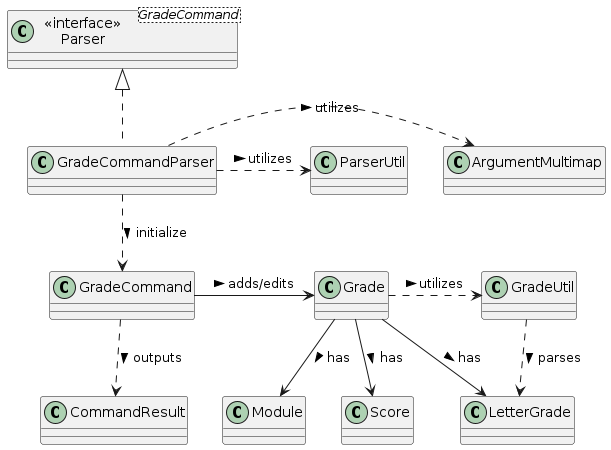 GradeCommand
C «interface»
Parser
utilizes
C GradeCommandParser
utilizes
C ParserUtil
C ArgumentMultimap
initialize
C GradeCommand
adds/edits
C Grade
utilizes
C GradeUtil
outputs
has
has
has
parses
C CommandResult
C Module
C Score
C LetterGrade